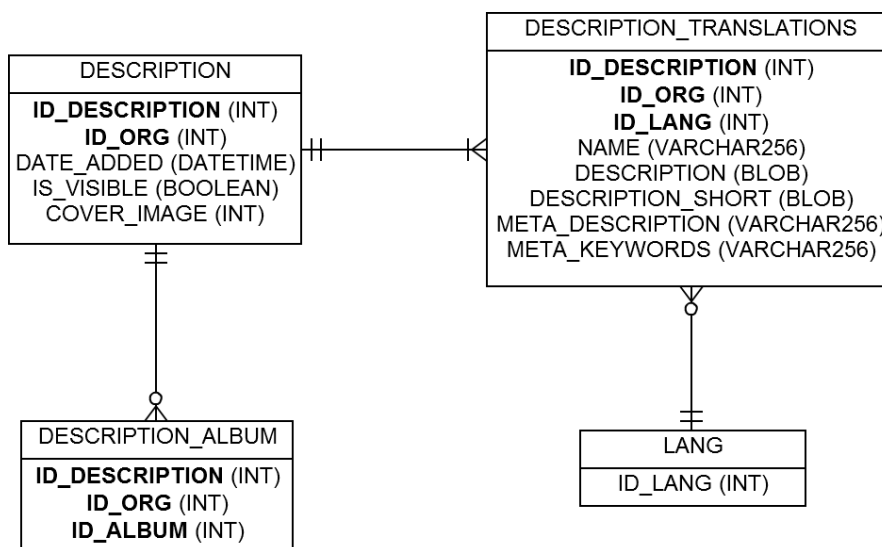 DESCRIPTION
ID_DESCRIPTION (INT)
ID_ORG (INT)
DATE_ADDED (DATETIME)
IS_VISIBLE (BOOLEAN)
COVER_IMAGE (INT)
DESCRIPTION_TRANSLATIONS
ID_DESCRIPTION (INT)
ID_ORG (INT)
ID_LANG (INT)
NAME (VARCHAR256)
DESCRIPTION (BLOB)
DESCRIPTION_SHORT (BLOB)
META_DESCRIPTION (VARCHAR256)
META_KEYWORDS (VARCHAR256)
DESCRIPTION_ALBUM
ID_DESCRIPTION (INT)
ID_ORG (INT)
ID_ALBUM (INT)
LANG
ID_LANG (INT)